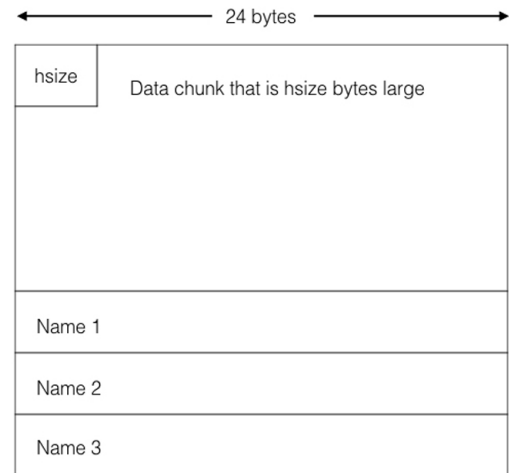 24 bytes
hsize
Data chunk that is hsize bytes large
Name 1
Name 2
Name 3